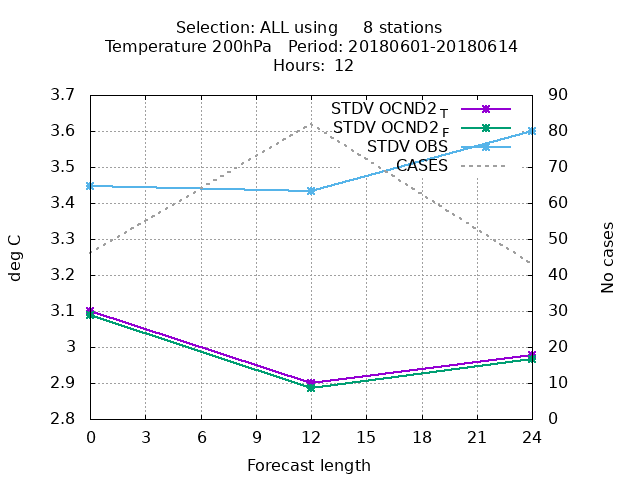 Selection: ALL using     8 stations
Temperature 200hPa   Period: 20180601-20180614
Hours:  12
STDV OCND2 T
STDV OCND2 F
STDV OBS
CASES
3.7
3.6
3.5
3.4
3.3
3.2
3.1
3
2.9
2.8
90
80
70
60
50
40
30
20
10
0
deg C
No cases
0 3 6 9 12 15 18 21 24
Forecast length